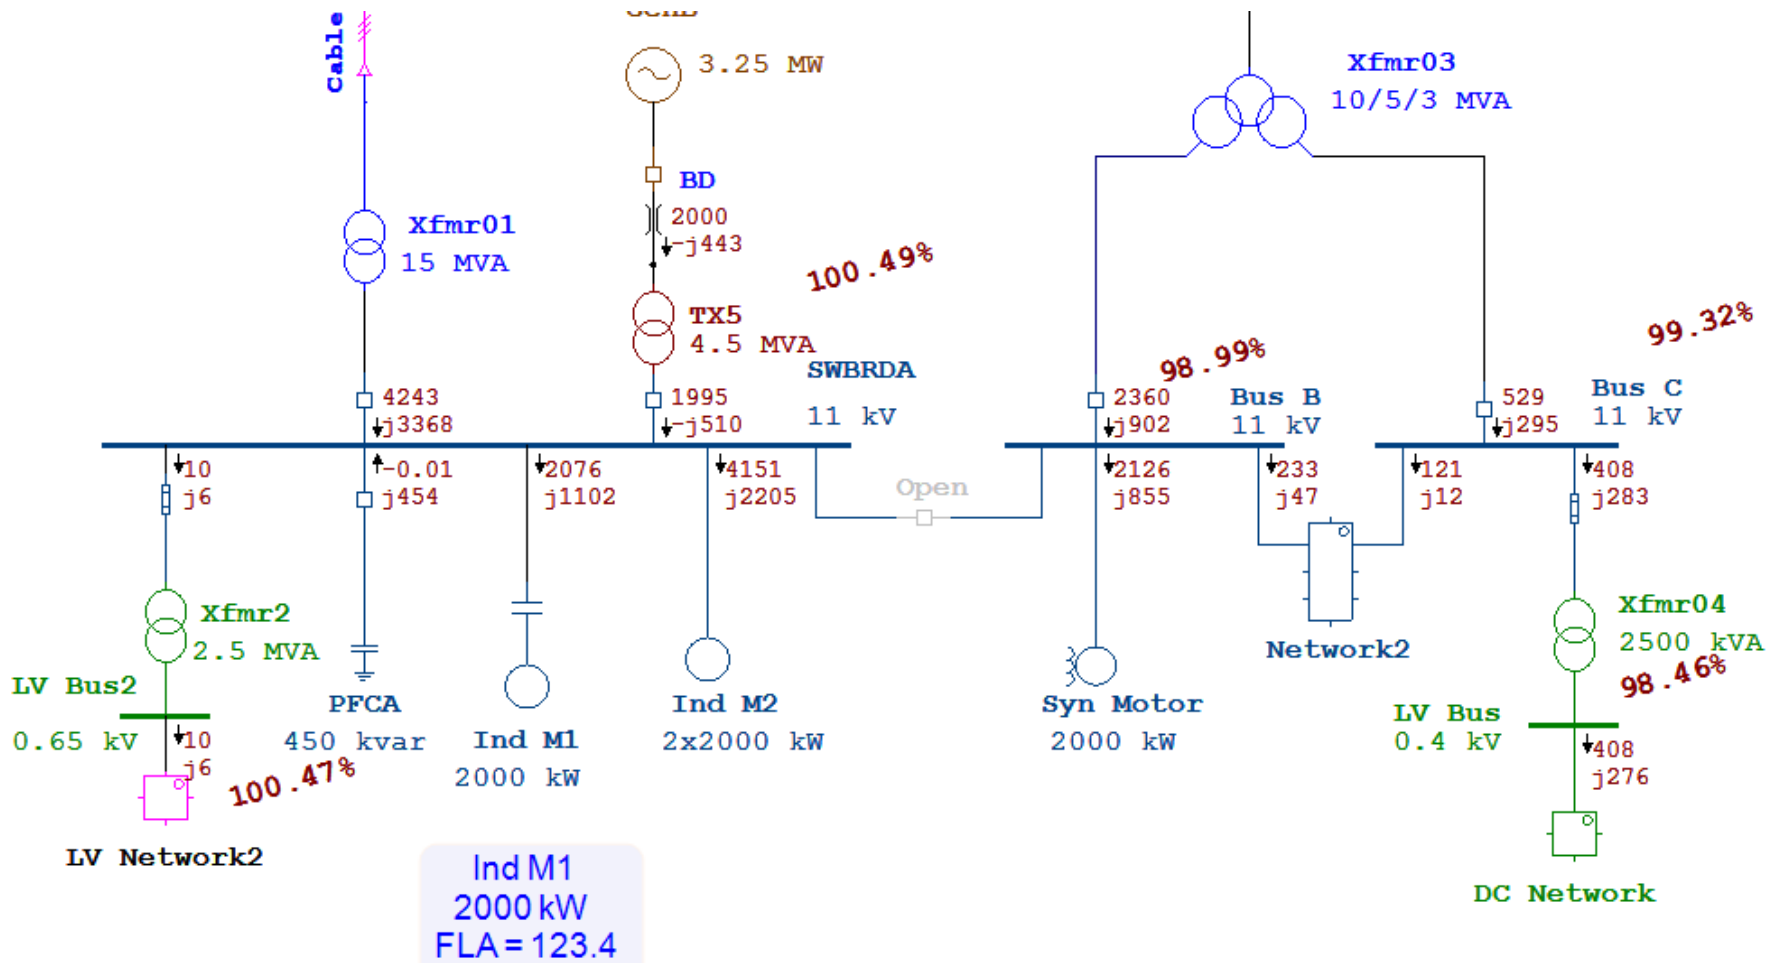 Cable
3.25 MW
Xfmr03
10/5/3 MVA
BD
2000
-j443
Xfmr01
15 MVA
100.49%
TX5
4.5 MVA
99.32%
98.99%
SWBRDA
11 kV
4243
j3368
1995
-j510
2360
j902
Bus B
11 kV
529
j295
Bus C
11 kV
10
j6
-0.01
j454
2076
j1102
4151
j2205
Open
2126
j855
233
j47
121
j12
408
j283
Xfmr2
2.5 MVA
Xfmr04
2500 kVA
98.46%
Network2
LV Bus2
0.65 kV
PFCA
450 kvar
Ind M1
2000 kW
Ind M2
2x2000 kW
Syn Motor
2000 kW
LV Bus
0.4 kV
10
j6
100.47%
408
j276
LV Network2
DC Network
Ind M1
2000 kW
FLA = 123.4